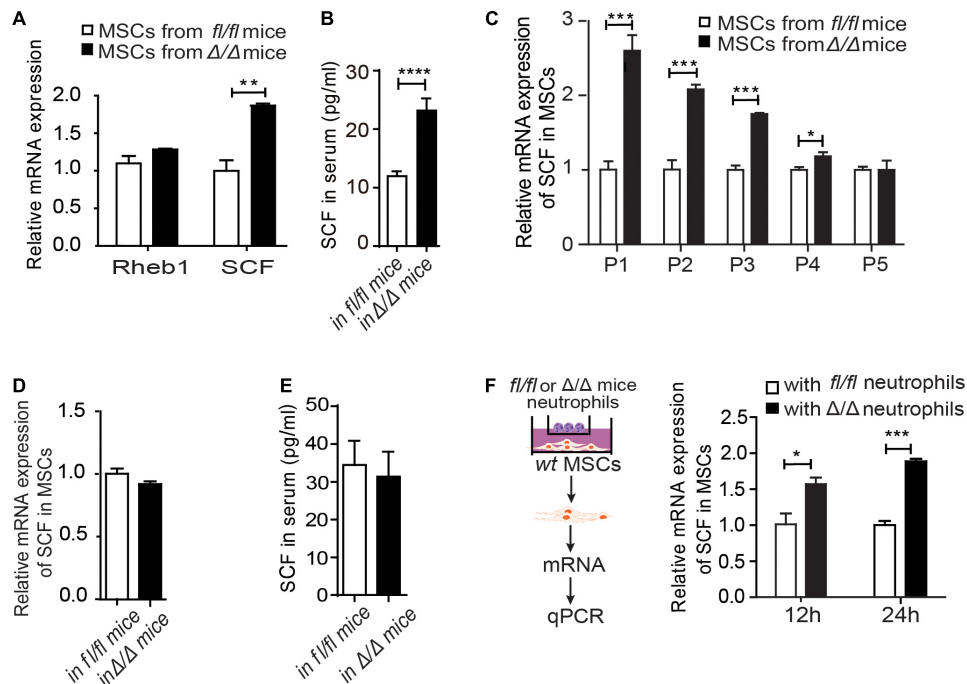 A
MSCs from fl/fl mice
MSCs from Δ/Δ mice
Relative mRNA expression
2.0
1.5
1.0
0.5
0.0
**
Rheb1 SCF
B
SCF in serum (pg/ml)
30
20
10
0
****
in fl/fl mice
in Δ/Δ mice
C
MSCs from fl/fl mice
MSCs from Δ/Δ mice
Relative mRNA expression
of SCF in MSCs
3
2
1
0
***
***
***
*
P1 P2 P3 P4 P5
D
Relative mRNA expression
of SCF in MSCs
1.5
1.0
0.5
0.0
in fl/fl mice
in Δ/Δ mice
E
SCF in serum (pg/ml)
50
40
30
20
10
0
in fl/fl mice
in Δ/Δ mice
F
fl/fl or Δ/Δ mice
neutrophils
wt MSCs
mRNA
qPCR
with fl/fl neutrophils
with Δ/Δ neutrophils
Relative mRNA expression
of SCF in MSCs
2.5
2.0
1.5
1.0
0.5
0.0
*
***
12h 24h